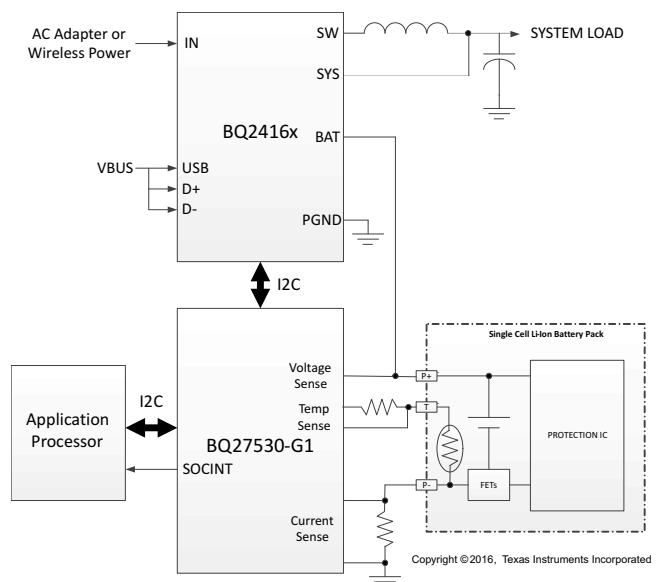 AC Adapter or
Wireless Power
IN
SW
SYSTEM LOAD
SYS
BQ2416x
BAT
VBUS
USB
D+
D-
PGND
I2C
Single Cell Li-Ion Battery Pack
Voltage
Sense
P+
Temp
Sense
T
Application
Processor
I2C
BQ27530-G1
PROTECTION IC
SOCINT
P-
FETs
Current
Sense
Copyright © 2016, Texas Instruments Incorporated